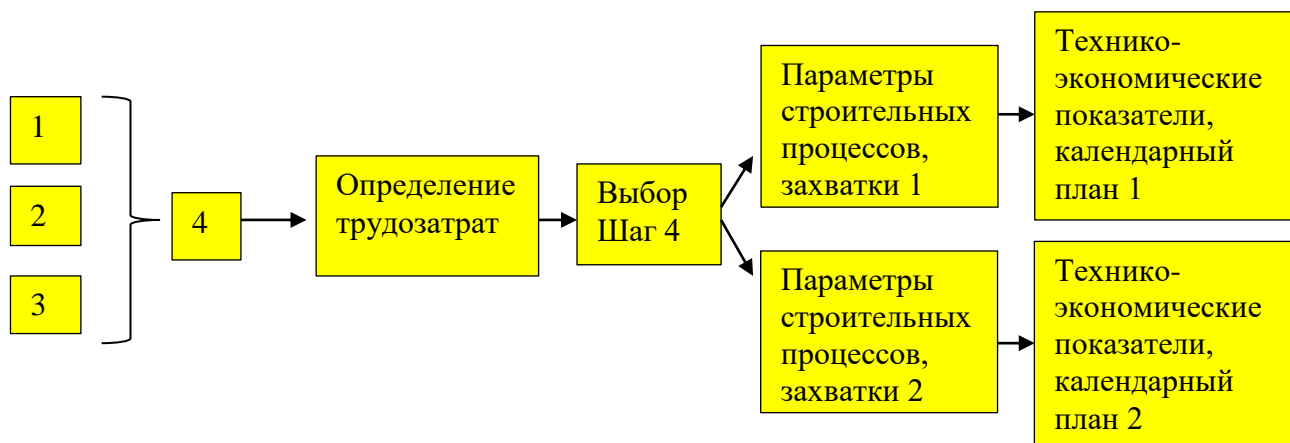 1
2
3
4
Определение
трудозатрат
Выбор
Шаг 4
Параметры
строительных
процессов,
захватки 1
Технико-
экономические
показатели,
календарный
план 1
Параметры
строительных
процессов,
захватки 2
Технико-
экономические
показатели,
календарный
план 2